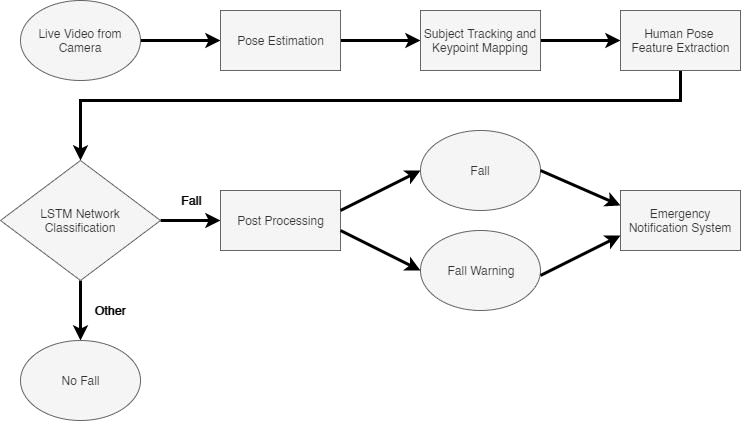 Live Video from
Camera
Pose Estimation
Subject Tracking and
Keypoint Mapping
Human Pose
Feature Extraction
LSTM Network
Classification
Fall
Post Processing
Fall
Fall Warning
Emergency
Notification System
Other
No Fall